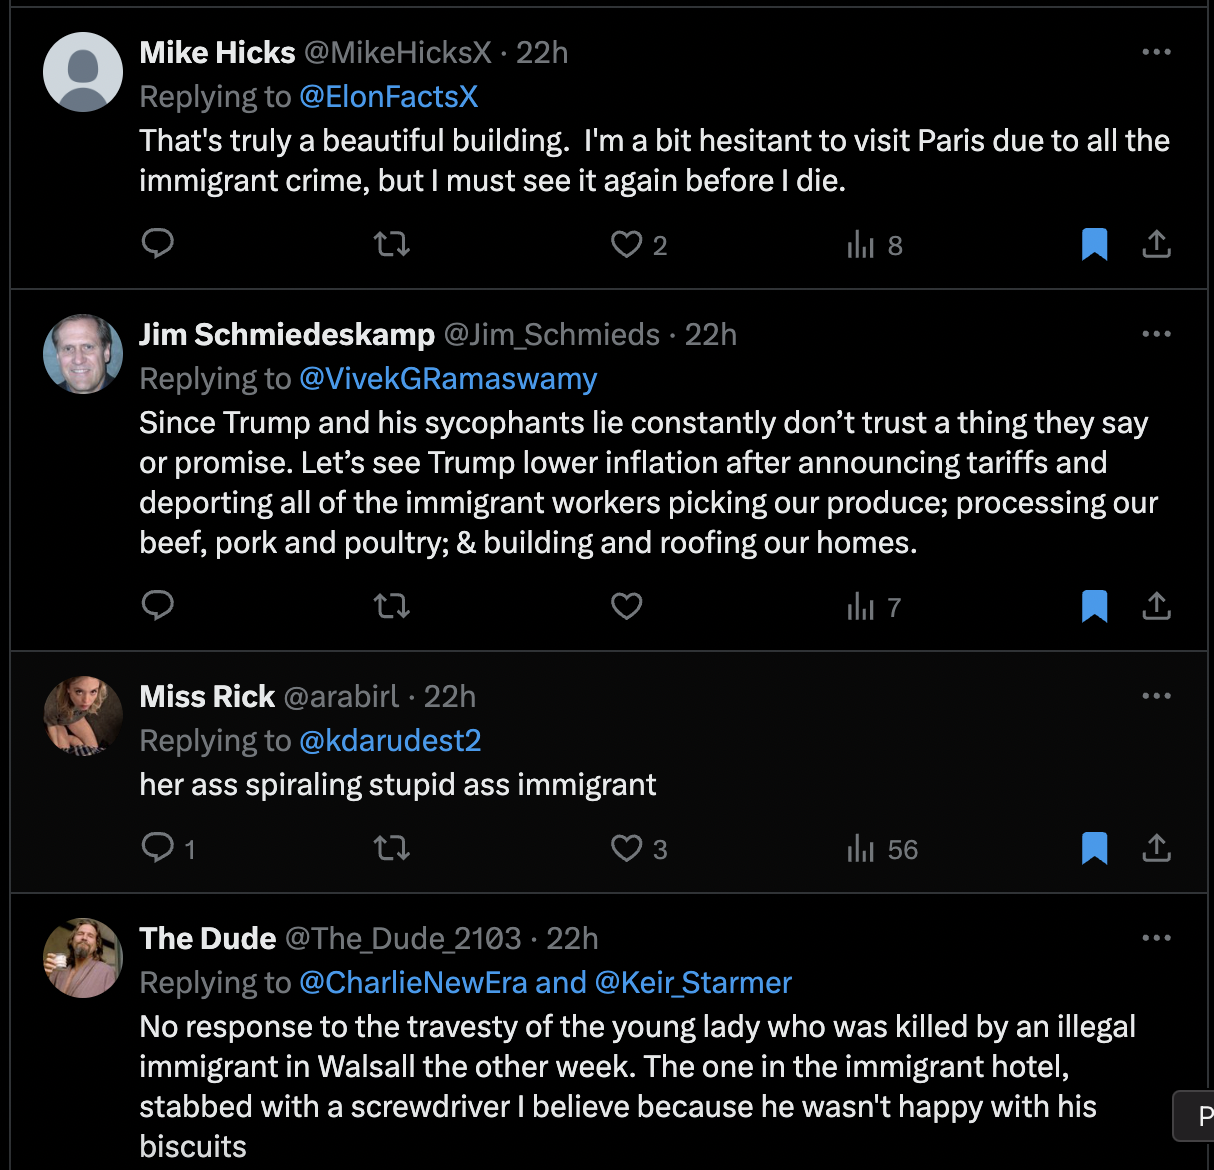 Mike Hicks @MikeHicksX · 22h
Replying to @ElonFactsX
That's truly a beautiful building.  I'm a bit hesitant to visit Paris due to all the
immigrant crime, but I must see it again before I die.
2 8
Jim Schmiedeskamp @Jim_Schmieds · 22h
Replying to @VivekGRamaswamy
Since Trump and his sycophants lie constantly don’t trust a thing they say
or promise. Let’s see Trump lower inflation after announcing tariffs and
deporting all of the immigrant workers picking our produce; processing our
beef, pork and poultry; & building and roofing our homes.
7
Miss Rick @arabirl · 22h
Replying to @kdarudest2
her ass spiraling stupid ass immigrant
1 3 56
The Dude @The_Dude_2103 · 22h
Replying to @CharlieNewEra and @Keir_Starmer
No response to the travesty of the young lady who was killed by an illegal
immigrant in Walsall the other week. The one in the immigrant hotel,
stabbed with a screwdriver I believe because he wasn't happy with his
biscuits
P